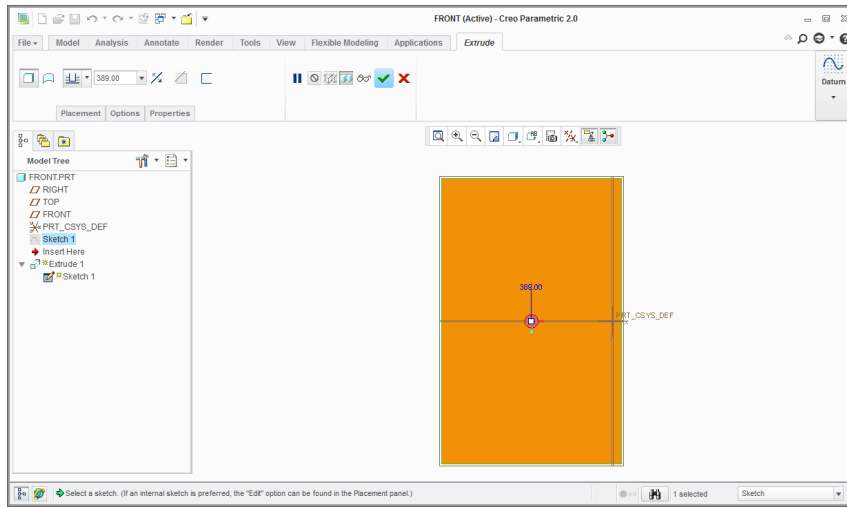 FRONT (Active) - Creo Parametric 2.0
File Model Analysis Annotate Render Tools View Flexible Modeling Applications Extrude
389.00
Datum
Placement Options Properties
Model Tree
FRONT.PRT
RIGHT
TOP
FRONT
PRT_CSYS_DEF
Sketch 1
Insert Here
Extrude 1
Sketch 1
389.00
PRT_CSYS_DEF
Select a sketch. (If an internal sketch is preferred, the "Edit" option can be found in the Placement panel.)
1 selected
Sketch